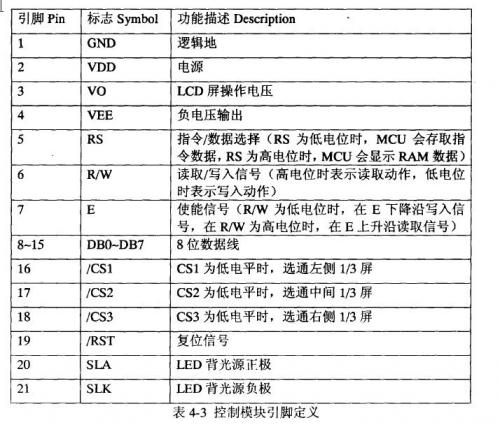 引脚 Pin 标志 Symbol 功能描述 Description
1 GND 逻辑地
2 VDD 电源
3 VO LCD 屏操作电压
4 VEE 负电压输出
5 RS 指令/数据选择（RS 为低电位时，MCU 会存取指
令数据，RS 为高电位时，MCU 会显示 RAM 数据）
6 R/W 读取/写入信号（高电位时表示读取动作，低电位
时表示写入动作）
7 E 使能信号（R/W 为低电位时，在 E 下降沿写入信
号，在 R/W 为高电位时，在 E 上升沿读取信号）
8~15 DB0~DB7 8 位数据线
16 /CS1 CS1 为低电平时，选通左侧 1/3 屏
17 /CS2 CS2 为低电平时，选通中间 1/3 屏
18 /CS3 CS3 为低电平时，选通右侧 1/3 屏
19 /RST 复位信号
20 SLA LED 背光源正极
21 SLK LED 背光源负极
表 4-3 控制模块引脚定义